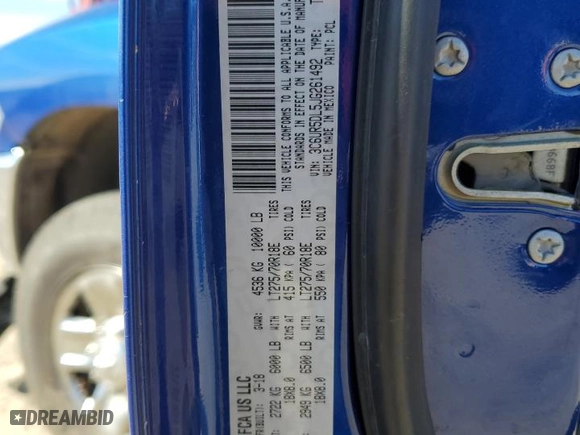 FCA US LLC
3-18
GVWR: 4536 KG 10000 LB
2722 KG 6000 LB WITH LT275/70R18E TIRES
18X8.0 RIMS AT 415 KPA ( 60 PSI) COLD
2949 KG 6500 LB WITH LT275/70R18E TIRES
18X8.0 RIMS AT 550 KPA ( 80 PSI) COLD
THIS VEHICLE CONFORMS TO ALL APPLICABLE U.S.A.
STANDARDS IN EFFECT ON THE DATE OF MANUF
VIN: 3C6UR5DL5JG261492 TYPE: T
VEHICLE MADE IN MEXICO PAINT: PCL
DREAMBID